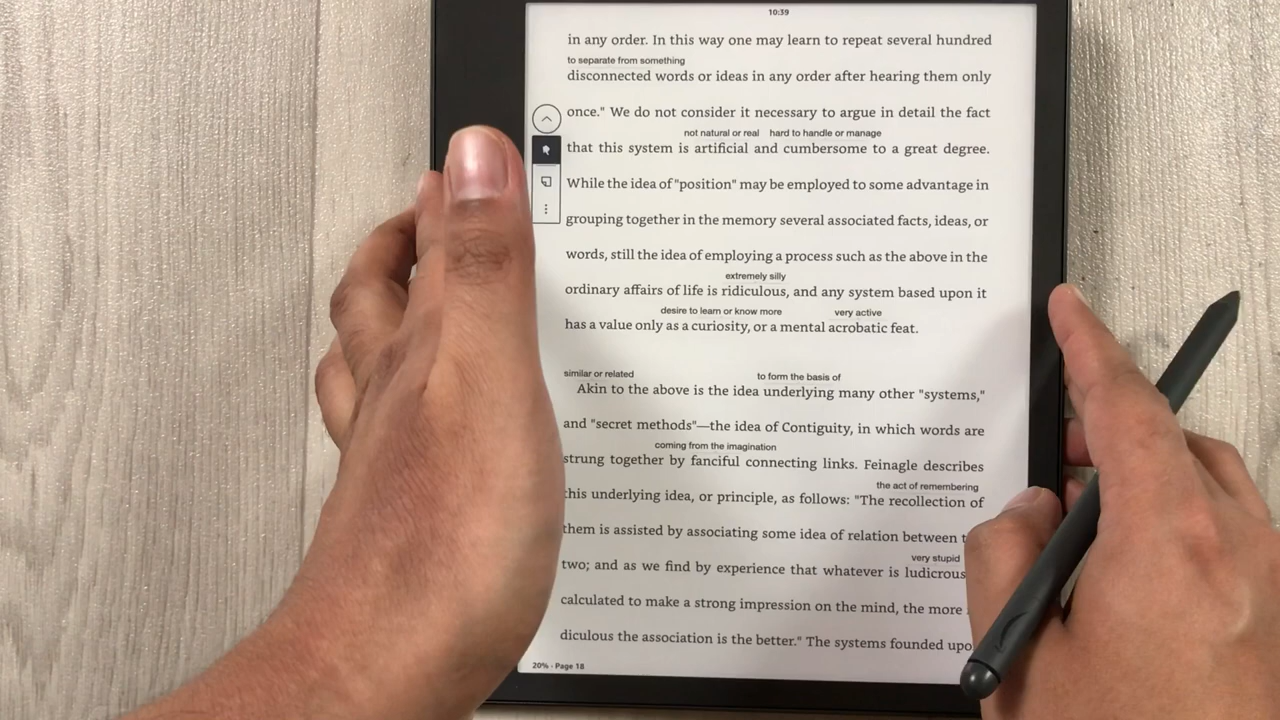 10:39
in any order. In this way one may learn to repeat several hundred
to separate from something
disconnected words or ideas in any order after hearing them only
once." We do not consider it necessary to argue in detail the fact
not natural or real hard to handle or manage
that this system is artificial and cumbersome to a great degree.
While the idea of "position" may be employed to some advantage in
grouping together in the memory several associated facts, ideas, or
words, still the idea of employing a process such as the above in the
extremely silly
ordinary affairs of life is ridiculous, and any system based upon it
desire to learn or know more very active
has a value only as a curiosity, or a mental acrobatic feat.
similar or related to form the basis of
Akin to the above is the idea underlying many other "systems,"
and "secret methods"—the idea of Contiguity, in which words are
coming from the imagination
strung together by fanciful connecting links. Feinagle describes
the act of remembering
this underlying idea, or principle, as follows: "The recollection of
them is assisted by associating some idea of relation between
very stupid
two; and as we find by experience that whatever is ludicrous
calculated to make a strong impression on the mind, the more
diculous the association is the better." The systems founded
20% · Page 18